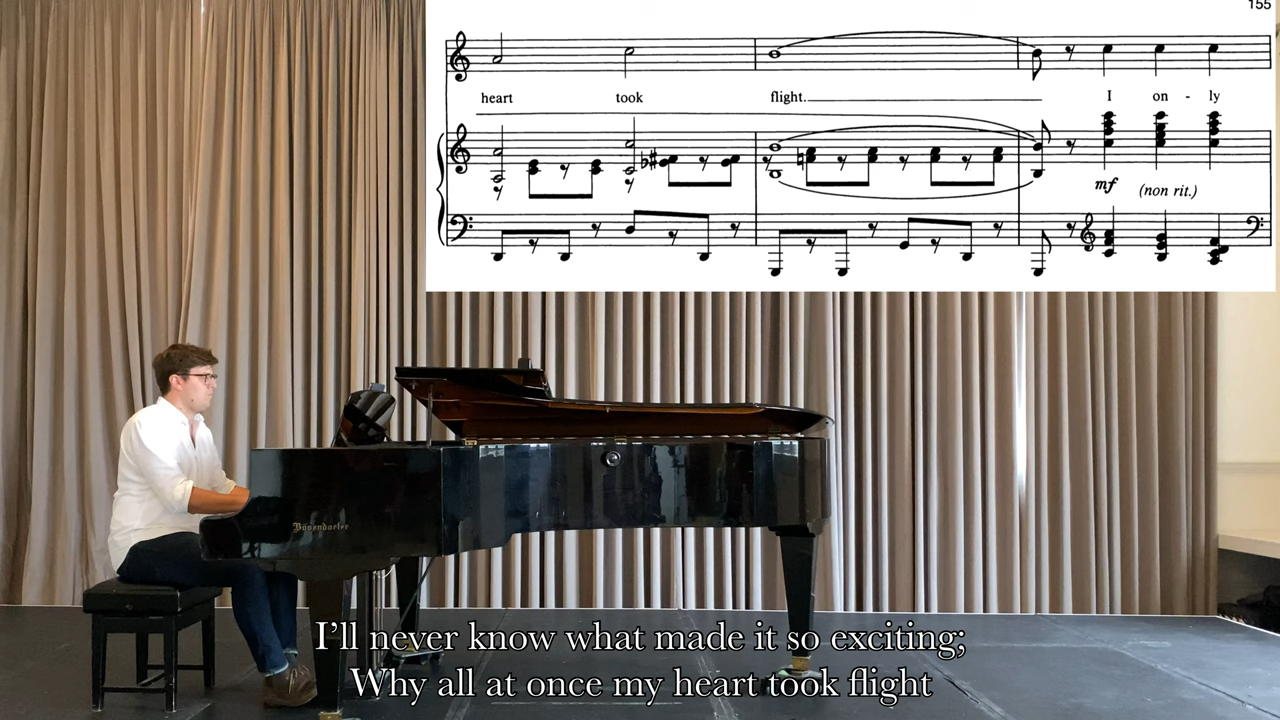 155
heart took flight. I on - ly
mf (non rit.)
Bösendorfer
I'll never know what made it so exciting;
Why all at once my heart took flight